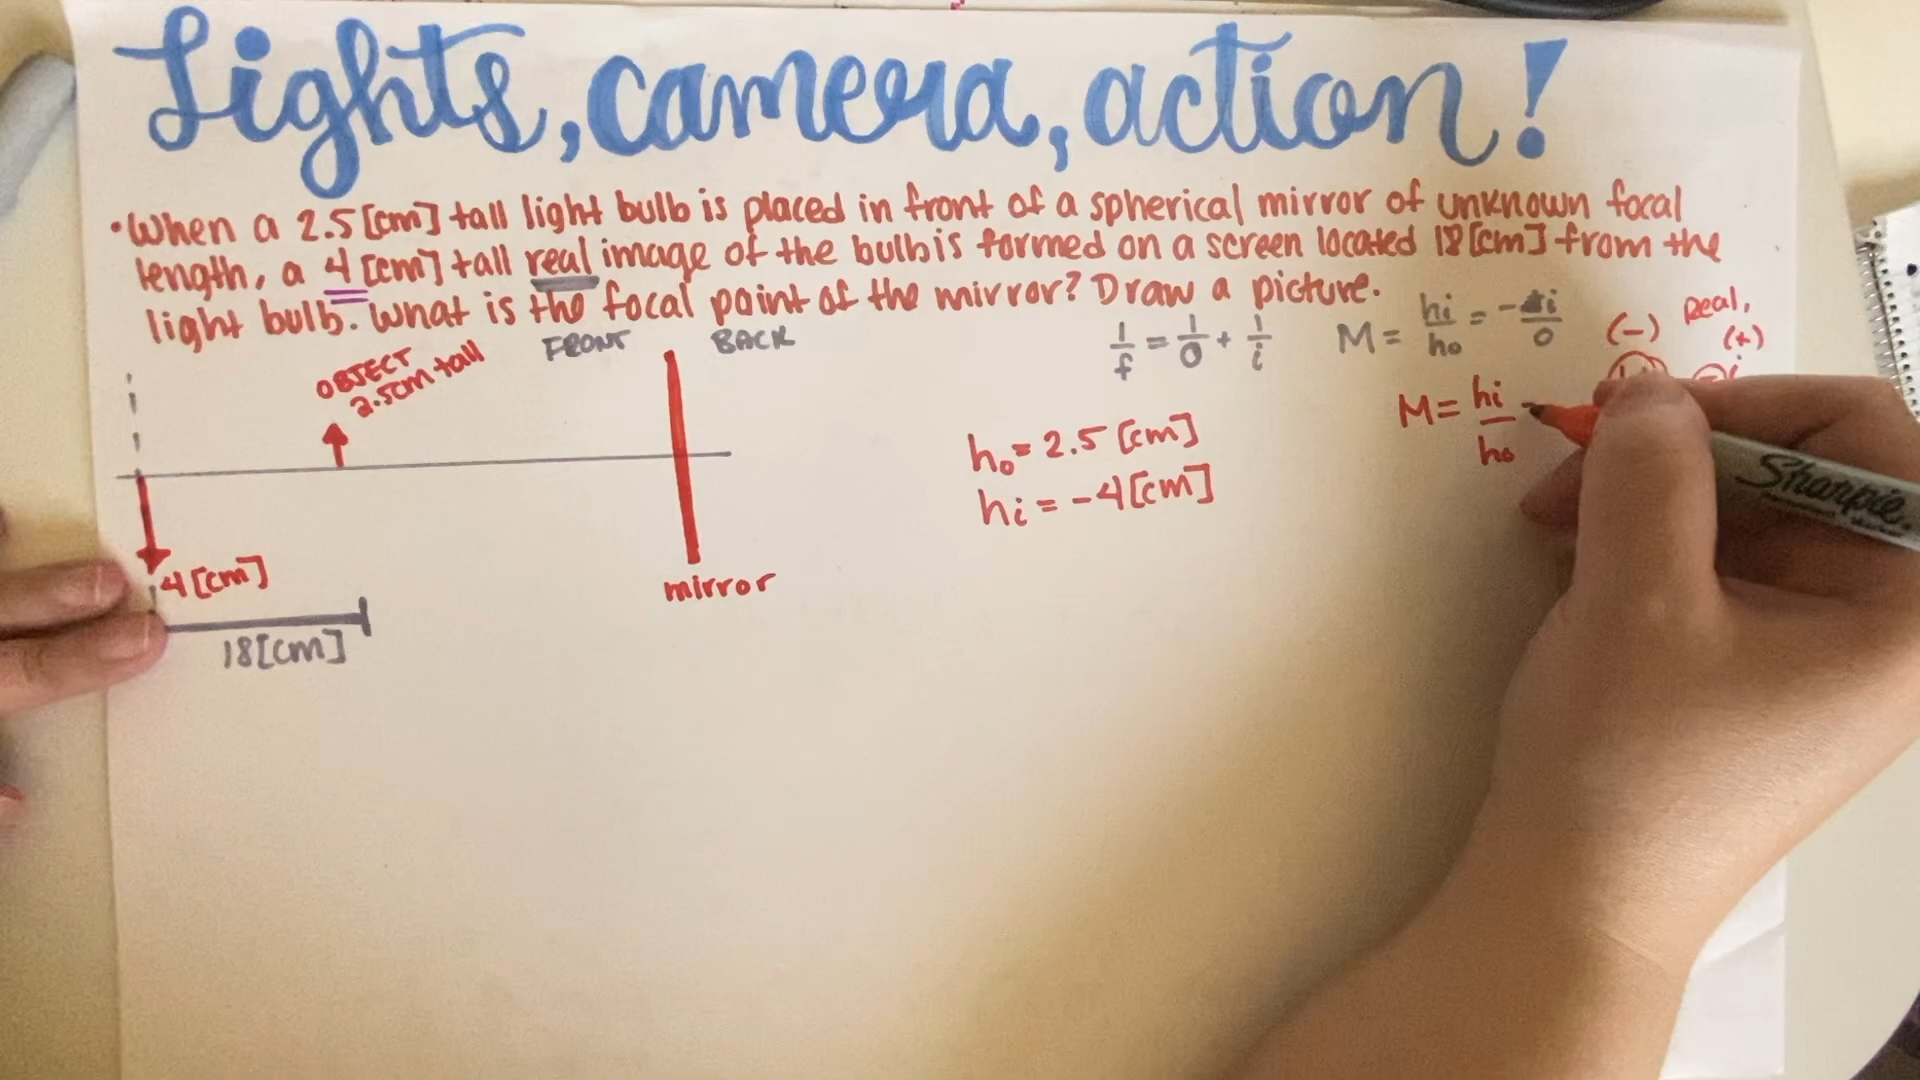 Lights, camera, action!
•When a 2.5[cm] tall light bulb is placed in front of a spherical mirror of unknown focal
length, a 4[cm] tall real image of the bulb is formed on a screen located 18[cm] from the
light bulb. What is the focal point of the mirror? Draw a picture.
FRONT BACK
OBJECT
2.5cm tall
1/f = 1/o + 1/i
M = hi/ho = -i/o
(-) Real,
(+)
i
M = hi/ho
ho = 2.5 [cm]
hi = -4[cm]
4[cm]
mirror
18[cm]
Sharpie.